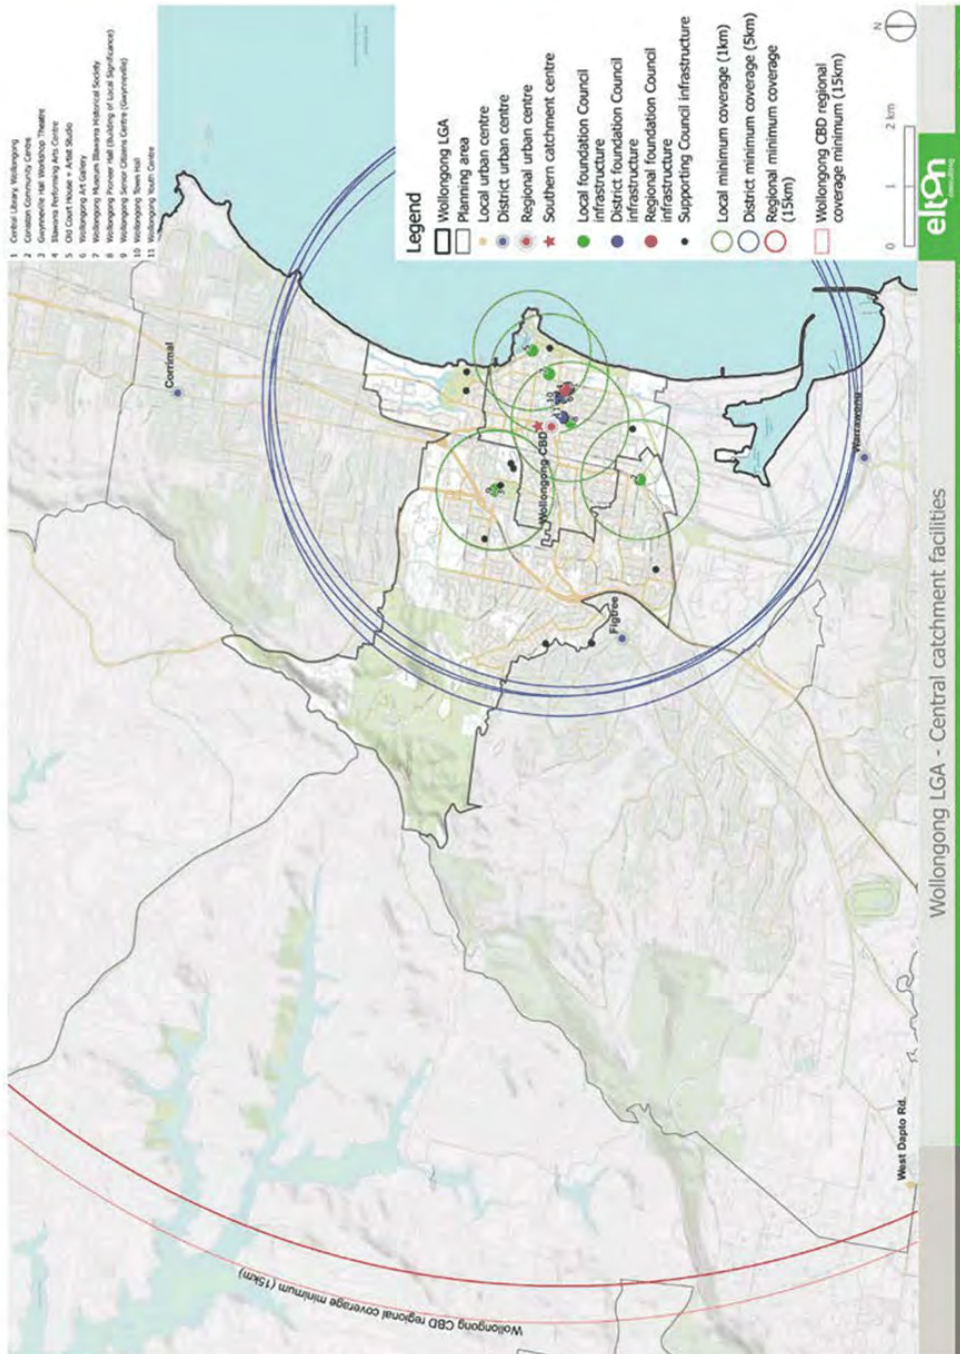 1 Central Library, Wollongong
2 Coniston Community Centre
3 Gwynneville Hall Workshop Theatre
4 Illawarra Performing Arts Centre
5 Old Court House + Artist Studio
6 Wollongong Art Gallery
7 Wollongong Museum Illawarra Historical Society
8 Wollongong Pioneer Hall (Building of Local Significance)
9 Wollongong Senior Citizens Centre (Gwynneville)
10 Wollongong Town Hall
11 Wollongong Youth Centre
Corrimal
Wollongong CBD
Figtree
Warrawong
West Dapto Rd.
Wollongong CBD regional coverage minimum (15km)
Legend
Wollongong LGA
Planning area
Local urban centre
District urban centre
Regional urban centre
Southern catchment centre
Local foundation Council
infrastructure
District foundation Council
infrastructure
Regional foundation Council
infrastructure
Supporting Council infrastructure
Local minimum coverage (1km)
District minimum coverage (5km)
Regional minimum coverage
(15km)
Wollongong CBD regional
coverage minimum (15km)
N
0 1 2 km
Wollongong LGA - Central catchment facilities
elton
consulting